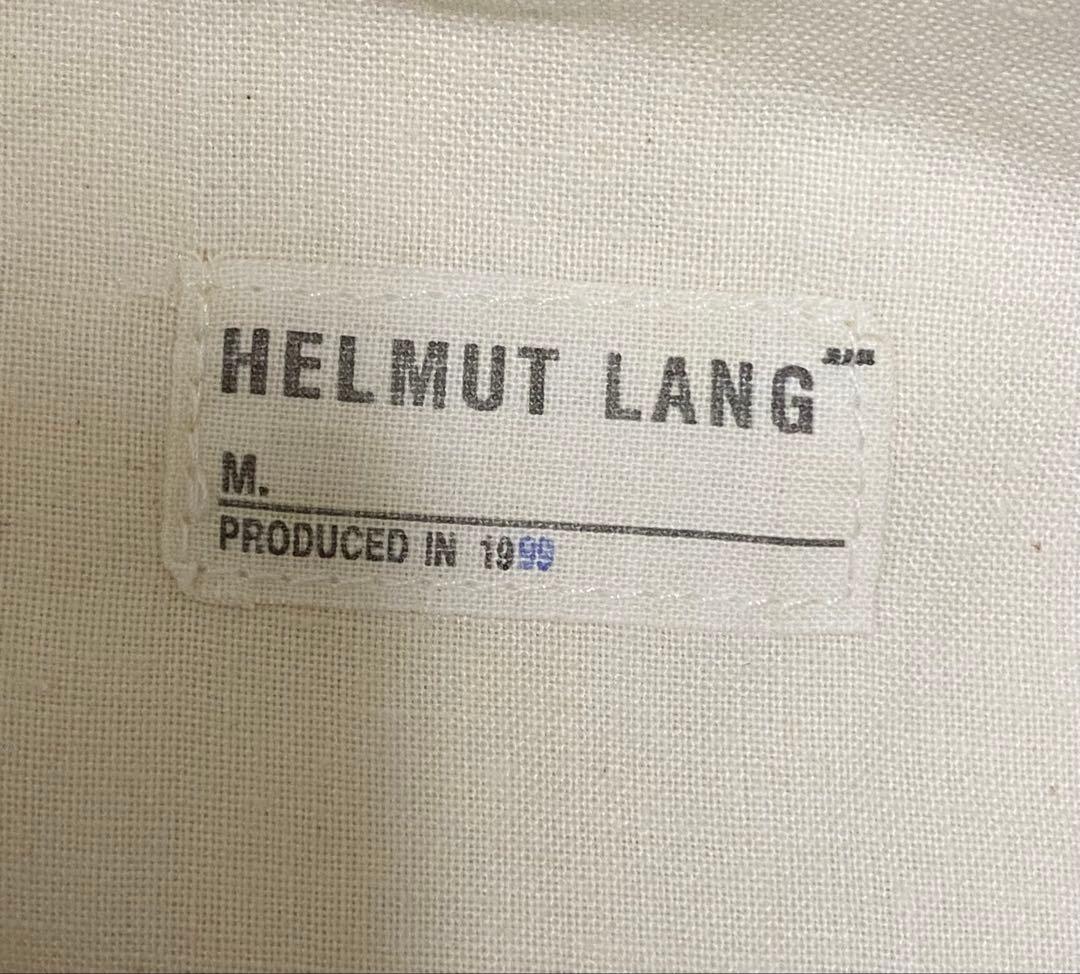 HELMUT LANG
M.
PRODUCED IN 1999